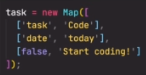 task = new Map([
  ['task', 'Code'],
  ['date', 'today'],
  [false, 'Start coding!']
]);